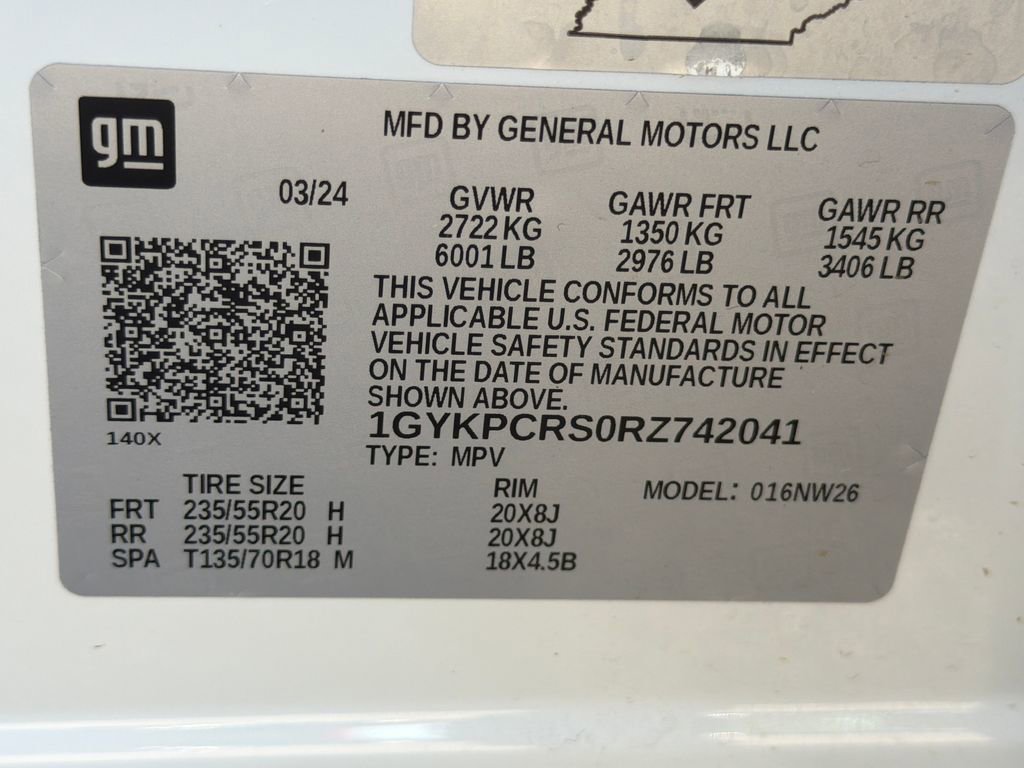 gm
MFD BY GENERAL MOTORS LLC
03/24
GVWR
2722 KG
6001 LB
GAWR FRT
1350 KG
2976 LB
GAWR RR
1545 KG
3406 LB
THIS VEHICLE CONFORMS TO ALL
APPLICABLE U.S. FEDERAL MOTOR
VEHICLE SAFETY STANDARDS IN EFFECT
ON THE DATE OF MANUFACTURE
SHOWN ABOVE.
140X
1GYKPCRS0RZ742041
TYPE: MPV
TIRE SIZE RIM MODEL: 016NW26
FRT 235/55R20 H 20X8J
RR 235/55R20 H 20X8J
SPA T135/70R18 M 18X4.5B